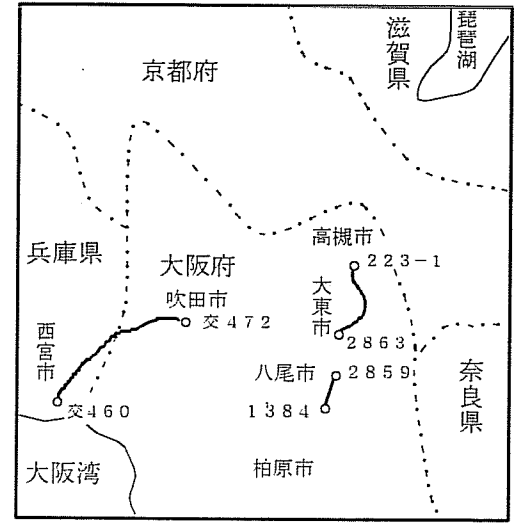 滋賀県
琵琶湖
京都府
高槻市
兵庫県
大阪府
223-1
吹田市
大東市
交472
西宮市
2863
八尾市
2859
奈良県
交460
1384
大阪湾
柏原市